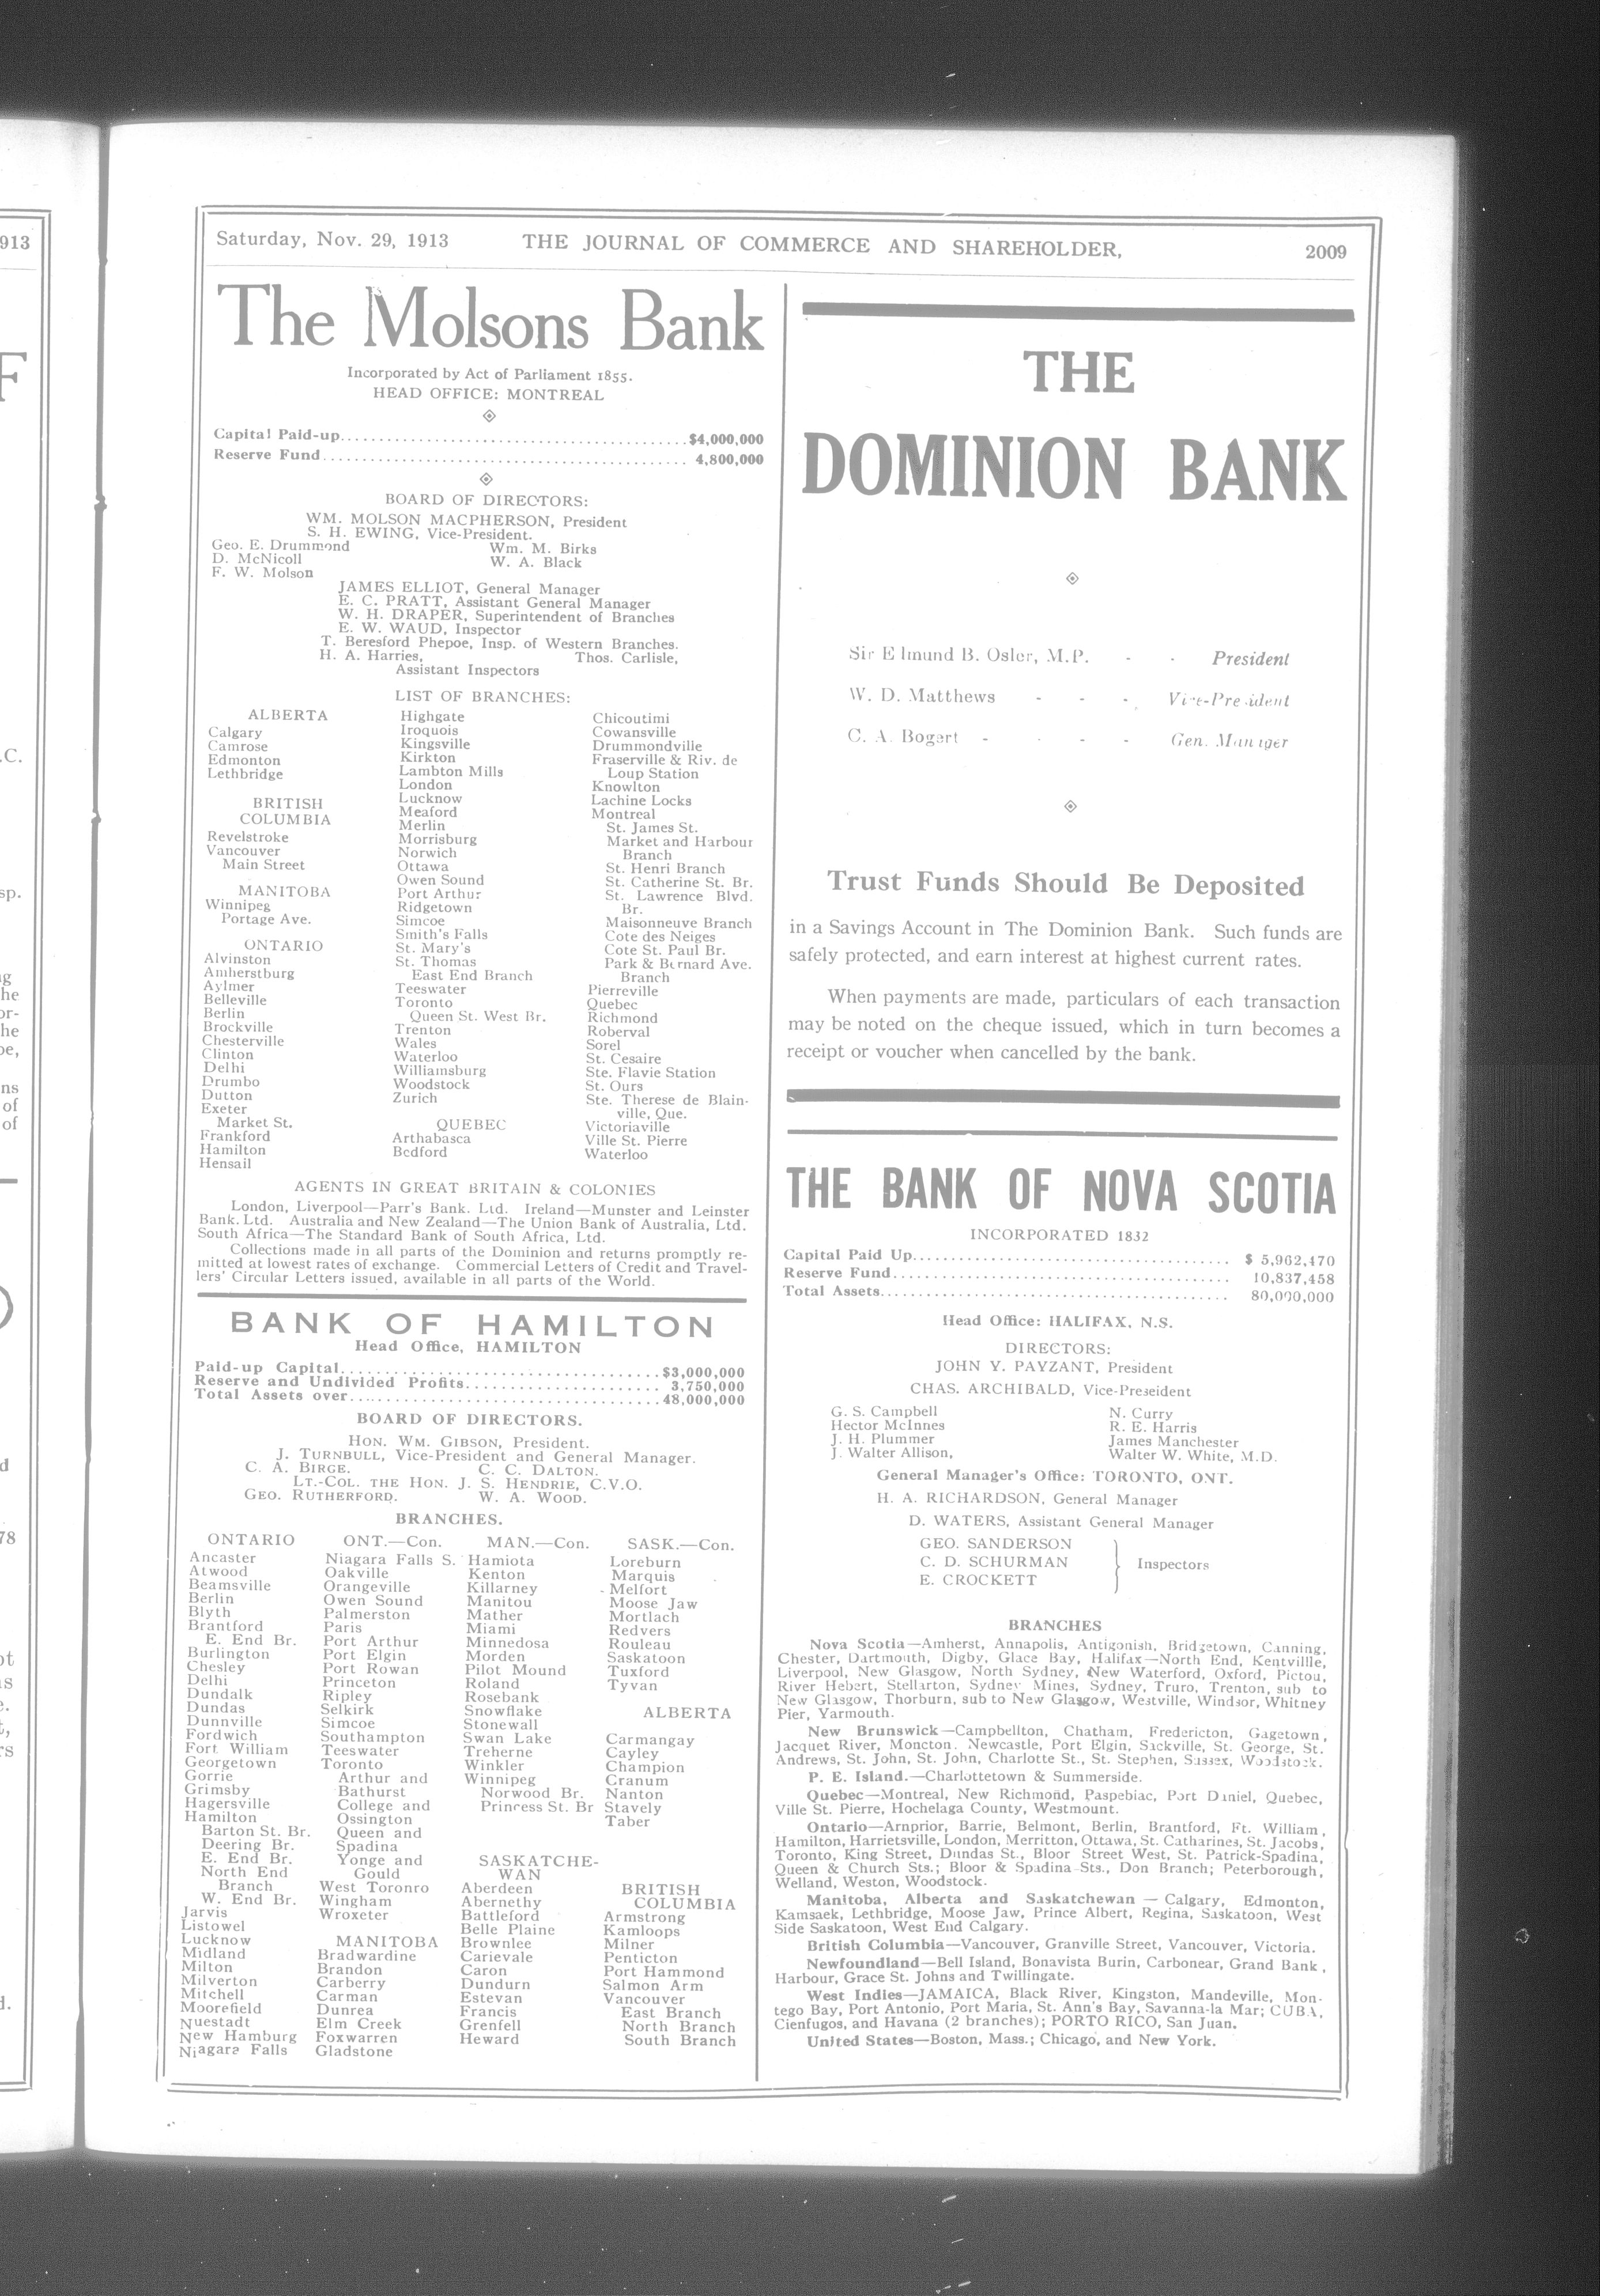 Saturday, Nov. 29, 1913 THE JOURNAL OF COMMERCE AND SHAREHOLDER, 2009
The Molsons Bank
Incorporated by Act of Parliament 1855.
HEAD OFFICE: MONTREAL
Capital Paid-up $4,000,000
Reserve Fund 4,800,000
BOARD OF DIRECTORS:
WM. MOLSON MACPHERSON, President
S. H. EWING, Vice-President.
Geo. E. Drummond Wm. M. Birks
D. McNicoll W. A. Black
F. W. Molson
JAMES ELLIOT, General Manager
E. C. PRATT, Assistant General Manager
W. H. DRAPER, Superintendent of Branches
E. W. WAUD, Inspector
T. Beresford Phepoe, Insp. of Western Branches.
H. A. Harries, Thos. Carlisle,
Assistant Inspectors
LIST OF BRANCHES:
ALBERTA
Calgary
Camrose
Edmonton
Lethbridge
BRITISH
COLUMBIA
Revelstroke
Vancouver
Main Street
MANITOBA
Winnipeg
Portage Ave.
ONTARIO
Alvinston
Amherstburg
Aylmer
Belleville
Berlin
Brockville
Chesterville
Clinton
Delhi
Drumbo
Dutton
Exeter
Market St.
Frankford
Hamilton
Hensail
Highgate
Iroquois
Kingsville
Kirkton
Lambton Mills
London
Lucknow
Meaford
Merlin
Morrisburg
Norwich
Ottawa
Owen Sound
Port Arthur
Ridgetown
Simcoe
Smith's Falls
St. Mary's
St. Thomas
East End Branch
Teeswater
Toronto
Queen St. West Br.
Trenton
Wales
Waterloo
Williamsburg
Woodstock
Zurich
QUEBEC
Arthabasca
Bedford
Chicoutimi
Cowansville
Drummondville
Fraserville & Riv. de
Loup Station
Knowlton
Lachine Locks
Montreal
St. James St.
Market and Harbour
Branch
St. Henri Branch
St. Catherine St. Br.
St. Lawrence Blvd.
Br.
Maisonneuve Branch
Cote des Neiges
Cote St. Paul Br.
Park & Bernard Ave.
Branch
Pierreville
Quebec
Richmond
Roberval
Sorel
St. Cesaire
Ste. Flavie Station
St. Ours
Ste. Therese de Blain-
ville, Que.
Victoriaville
Ville St. Pierre
Waterloo
AGENTS IN GREAT BRITAIN & COLONIES
London, Liverpool—Parr's Bank. Ltd. Ireland—Munster and Leinster
Bank. Ltd. Australia and New Zealand—The Union Bank of Australia, Ltd.
South Africa—The Standard Bank of South Africa, Ltd.
Collections made in all parts of the Dominion and returns promptly re-
mitted at lowest rates of exchange. Commercial Letters of Credit and Travel-
lers' Circular Letters issued, available in all parts of the World.
BANK OF HAMILTON
Head Office, HAMILTON
Paid-up Capital $3,000,000
Reserve and Undivided Profits 3,750,000
Total Assets over 48,000,000
BOARD OF DIRECTORS.
HON. WM. GIBSON, President.
J. TURNBULL, Vice-President and General Manager.
C. A. BIRGE. C. C. DALTON.
LT.-COL. THE HON. J. S. HENDRIE, C.V.O.
GEO. RUTHERFORD. W. A. WOOD.
BRANCHES.
ONTARIO
Ancaster
Atwood
Beamsville
Berlin
Blyth
Brantford
E. End Br.
Burlington
Chesley
Delhi
Dundalk
Dundas
Dunnville
Fordwich
Fort William
Georgetown
Gorrie
Grimsby
Hagersville
Hamilton
Barton St. Br.
Deering Br.
E. End Br.
North End
Branch
W. End Br.
Jarvis
Listowel
Lucknow
Midland
Milton
Milverton
Mitchell
Moorefield
Nuestadt
New Hamburg
Niagara Falls
ONT.—Con.
Niagara Falls S.
Oakville
Orangeville
Owen Sound
Palmerston
Paris
Port Arthur
Port Elgin
Port Rowan
Princeton
Ripley
Selkirk
Simcoe
Southampton
Teeswater
Toronto
Arthur and
Bathurst
College and
Ossington
Queen and
Spadina
Yonge and
Gould
West Toronro
Wingham
Wroxeter
MANITOBA
Bradwardine
Brandon
Carberry
Carman
Dunrea
Elm Creek
Foxwarren
Gladstone
MAN.—Con.
Hamiota
Kenton
Killarney
Manitou
Mather
Miami
Minnedosa
Morden
Pilot Mound
Roland
Rosebank
Snowflake
Stonewall
Swan Lake
Treherne
Winkler
Winnipeg
Norwood Br.
Princess St. Br
SASKATCHE-
WAN
Aberdeen
Abernethy
Battleford
Belle Plaine
Brownlee
Carievale
Caron
Dundurn
Estevan
Francis
Grenfell
Heward
SASK.—Con.
Loreburn
Marquis
Melfort
Moose Jaw
Mortlach
Redvers
Rouleau
Saskatoon
Tuxford
Tyvan
ALBERTA
Carmangay
Cayley
Champion
Cranum
Nanton
Stavely
Taber
BRITISH
COLUMBIA
Armstrong
Kamloops
Milner
Penticton
Port Hammond
Salmon Arm
Vancouver
East Branch
North Branch
South Branch
THE
DOMINION BANK
Sir Edmund B. Osler, M.P. - - President
W. D. Matthews - - - Vice-President
C. A. Bogert - - - - Gen. Manager
Trust Funds Should Be Deposited
in a Savings Account in The Dominion Bank. Such funds are
safely protected, and earn interest at highest current rates.
When payments are made, particulars of each transaction
may be noted on the cheque issued, which in turn becomes a
receipt or voucher when cancelled by the bank.
THE BANK OF NOVA SCOTIA
INCORPORATED 1832
Capital Paid Up $ 5,962,470
Reserve Fund 10,837,458
Total Assets 80,000,000
Head Office: HALIFAX, N.S.
DIRECTORS:
JOHN Y. PAYZANT, President
CHAS. ARCHIBALD, Vice-Preseident
G. S. Campbell N. Curry
Hector McInnes R. E. Harris
J. H. Plummer James Manchester
J. Walter Allison, Walter W. White, M.D.
General Manager's Office: TORONTO, ONT.
H. A. RICHARDSON, General Manager
D. WATERS, Assistant General Manager
GEO. SANDERSON
C. D. SCHURMAN Inspectors
E. CROCKETT
BRANCHES
Nova Scotia—Amherst, Annapolis, Antigonish, Bridgetown, Canning,
Chester, Dartmouth, Digby, Glace Bay, Halifax—North End, Kentvillle,
Liverpool, New Glasgow, North Sydney, New Waterford, Oxford, Pictou,
River Hebert, Stellarton, Sydney Mines, Sydney, Truro, Trenton, sub to
New Glasgow, Thorburn, sub to New Glasgow, Westville, Windsor, Whitney
Pier, Yarmouth.
New Brunswick—Campbellton, Chatham, Fredericton, Gagetown,
Jacquet River, Moncton. Newcastle, Port Elgin, Sackville, St. George, St.
Andrews, St. John, St. John, Charlotte St., St. Stephen, Sussex, Woodstock.
P. E. Island.—Charlottetown & Summerside.
Quebec—Montreal, New Richmond, Paspebiac, Port Daniel, Quebec,
Ville St. Pierre, Hochelaga County, Westmount.
Ontario—Arnprior, Barrie, Belmont, Berlin, Brantford, Ft. William,
Hamilton, Harrietsville, London, Merritton, Ottawa, St. Catharines, St. Jacobs,
Toronto, King Street, Dundas St., Bloor Street West, St. Patrick-Spadina,
Queen & Church Sts.; Bloor & Spadina Sts., Don Branch; Peterborough,
Welland, Weston, Woodstock.
Manitoba, Alberta and Saskatchewan — Calgary, Edmonton,
Kamsaek, Lethbridge, Moose Jaw, Prince Albert, Regina, Saskatoon, West
Side Saskatoon, West End Calgary.
British Columbia—Vancouver, Granville Street, Vancouver, Victoria.
Newfoundland—Bell Island, Bonavista Burin, Carbonear, Grand Bank,
Harbour, Grace St. Johns and Twillingate.
West Indies—JAMAICA, Black River, Kingston, Mandeville, Mon-
tego Bay, Port Antonio, Port Maria, St. Ann's Bay, Savanna-la Mar; CUBA,
Cienfugos, and Havana (2 branches); PORTO RICO, San Juan.
United States—Boston, Mass.; Chicago, and New York.